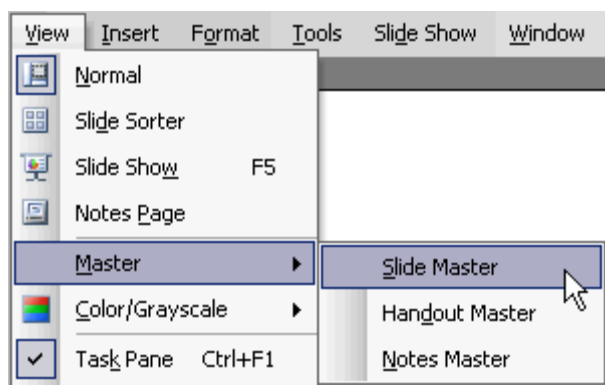 View Insert Format Tools Slide Show Window
Normal
Slide Sorter
Slide Show F5
Notes Page
Master
Slide Master
Color/Grayscale
Handout Master
Task Pane Ctrl+F1
Notes Master